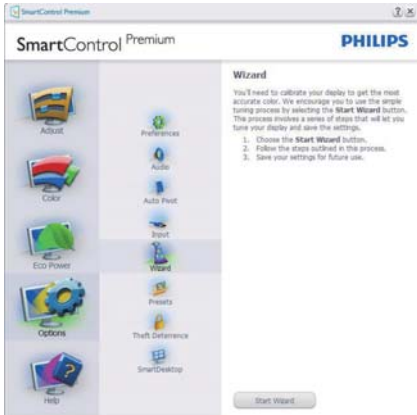 SmartControl Premium
SmartControl Premium
PHILIPS
Adjust
Color
Eco Power
Options
Help
Preferences
Audio
Auto Pivot
Input
Wizard
Presets
Theft Deterrence
SmartDesktop
Wizard
You'll need to calibrate your display to get the most
accurate color. We encourage you to use the simple
tuning process by selecting the Start Wizard button.
This process involves a series of steps that will let you
tune your display and save the settings.
1. Choose the Start Wizard button.
2. Follow the steps outlined in the process.
3. Save your settings for future use.
Start Wizard